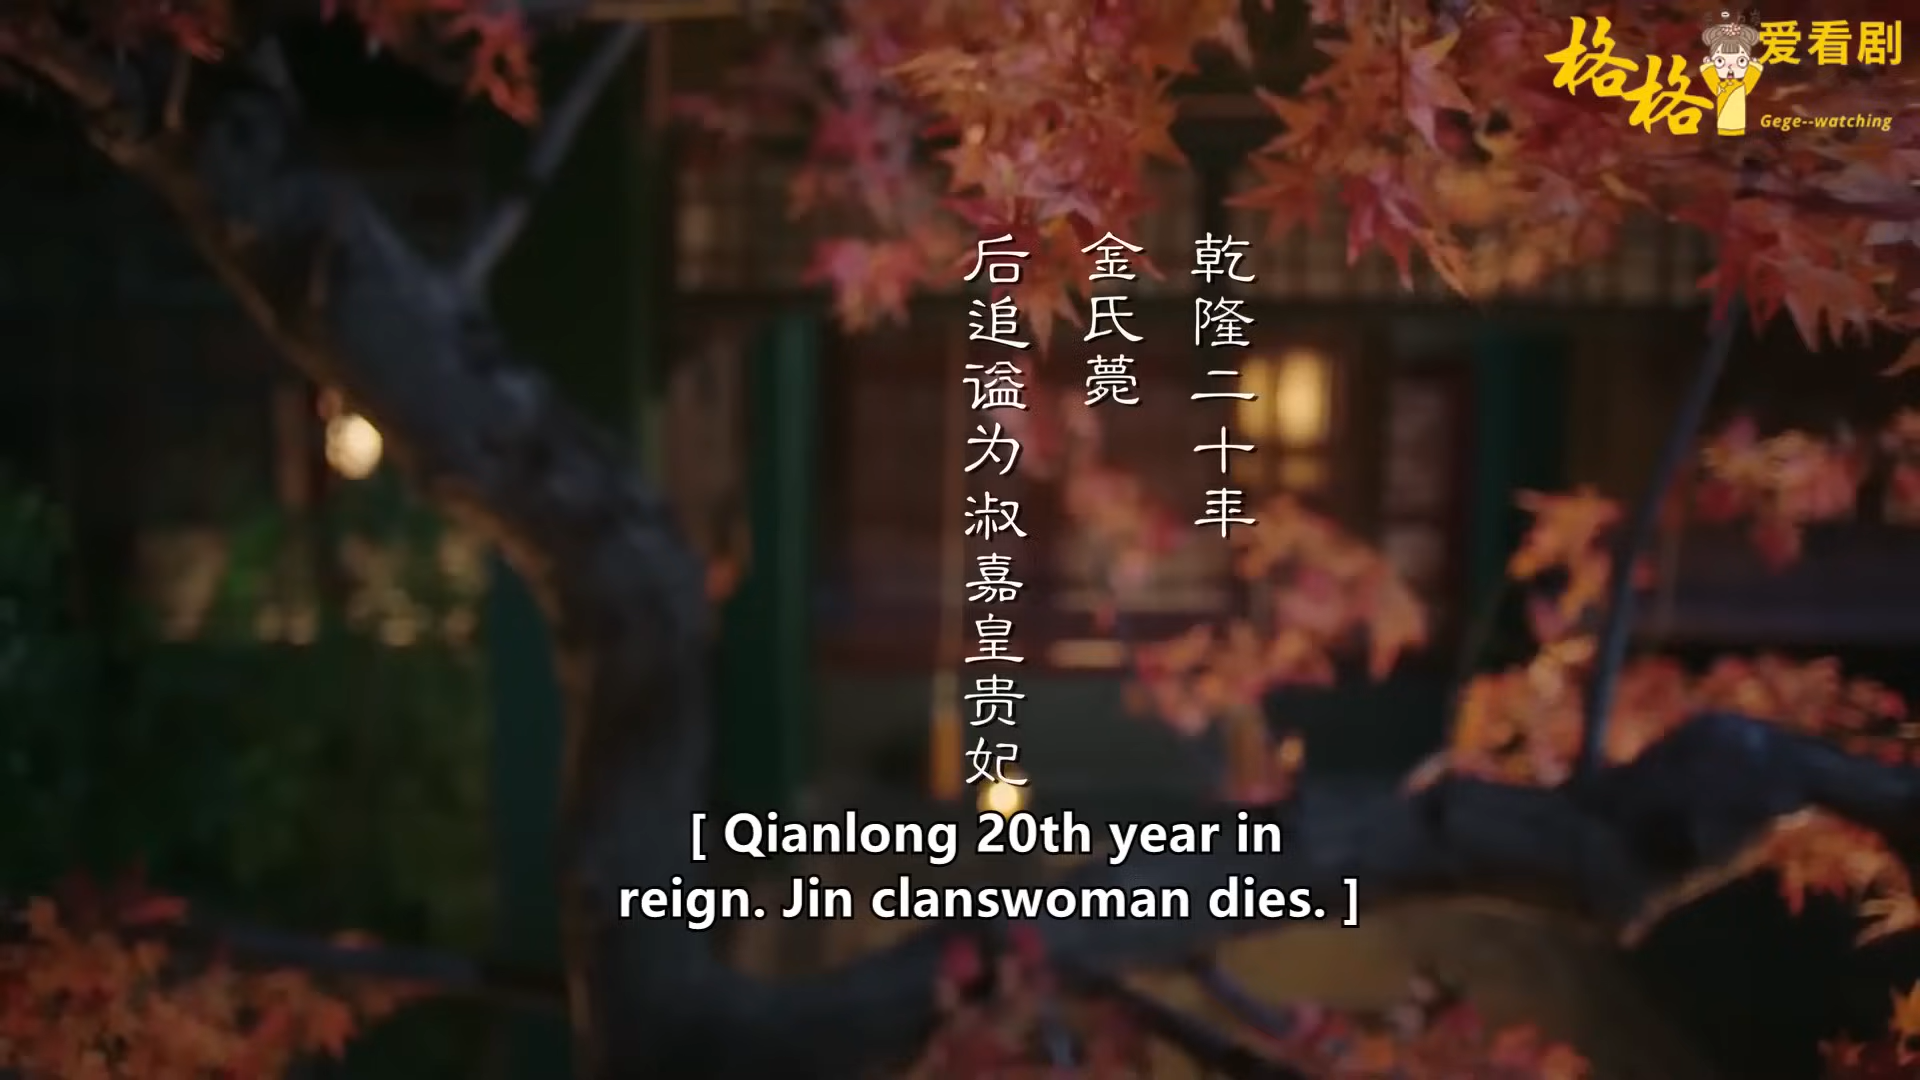 格格爱看剧
Gege--watching
乾隆二十年
金氏薨
后追谥为淑嘉皇贵妃
[ Qianlong 20th year in
reign. Jin clanswoman dies. ]